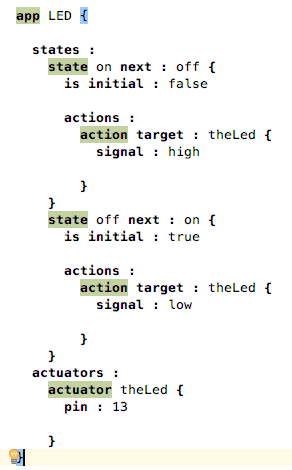 app LED {
states :
state on next : off {
is initial : false
actions :
action target : theLed {
signal : high
}
}
state off next : on {
is initial : true
actions :
action target : theLed {
signal : low
}
}
actuators :
actuator theLed {
pin : 13
}
}